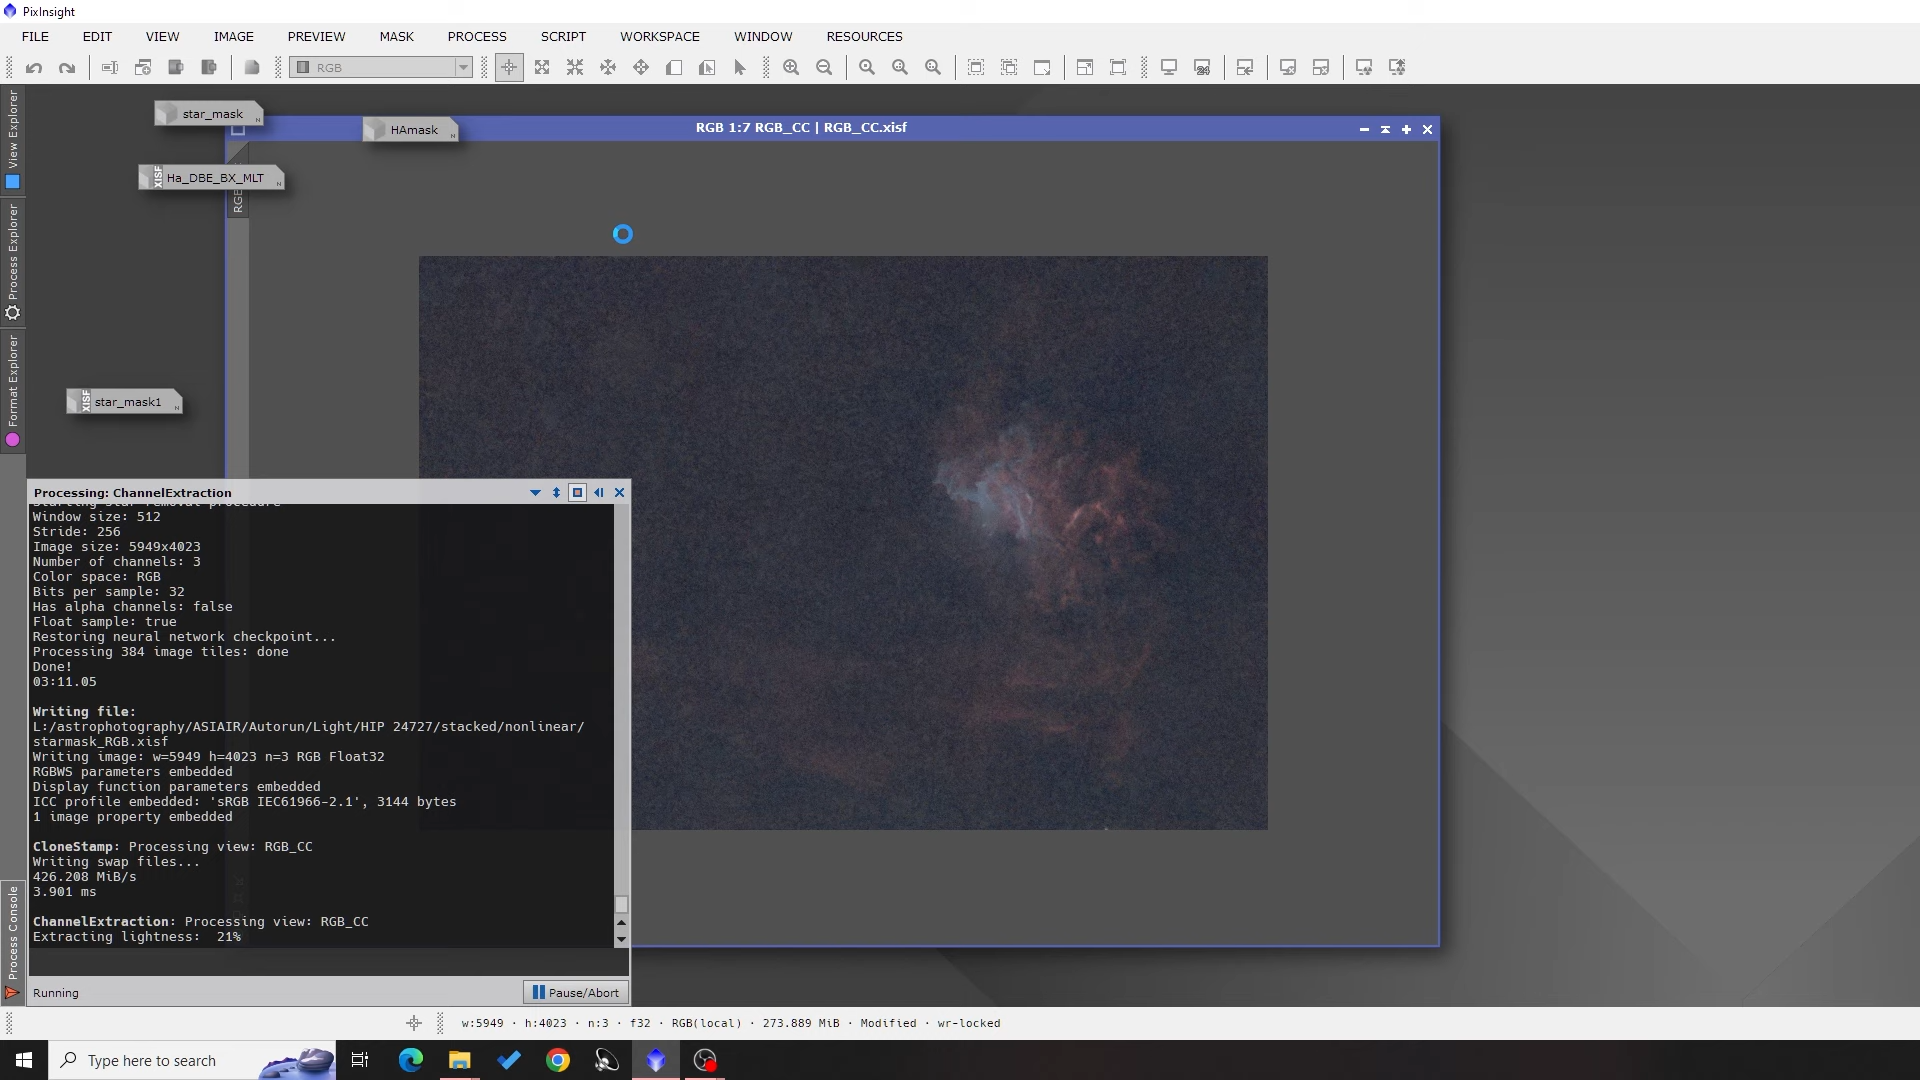 PixInsight
FILE EDIT VIEW IMAGE PREVIEW MASK PROCESS SCRIPT WORKSPACE WINDOW RESOURCES
RGB
View Explorer
Process Explorer
Format Explorer
Process Console
star_mask
HAmask
RGB 1:7 RGB_CC | RGB_CC.xisf
XISF Ha_DBE_BX_MLT
RGB
XISF star_mask1
Processing: ChannelExtraction
Starting star removal procedure
Window size: 512
Stride: 256
Image size: 5949x4023
Number of channels: 3
Color space: RGB
Bits per sample: 32
Has alpha channels: false
Float sample: true
Restoring neural network checkpoint...
Processing 384 image tiles: done
Done!
03:11.05
Writing file:
L:/astrophotography/ASIAIR/Autorun/Light/HIP 24727/stacked/nonlinear/
starmask_RGB.xisf
Writing image: w=5949 h=4023 n=3 RGB Float32
RGBWS parameters embedded
Display function parameters embedded
ICC profile embedded: 'sRGB IEC61966-2.1', 3144 bytes
1 image property embedded
CloneStamp: Processing view: RGB_CC
Writing swap files...
426.208 MiB/s
3.901 ms
ChannelExtraction: Processing view: RGB_CC
Extracting lightness: 21%
Running
Pause/Abort
w:5949 · h:4023 · n:3 · f32 · RGB(local) · 273.889 MiB · Modified · wr-locked
Type here to search